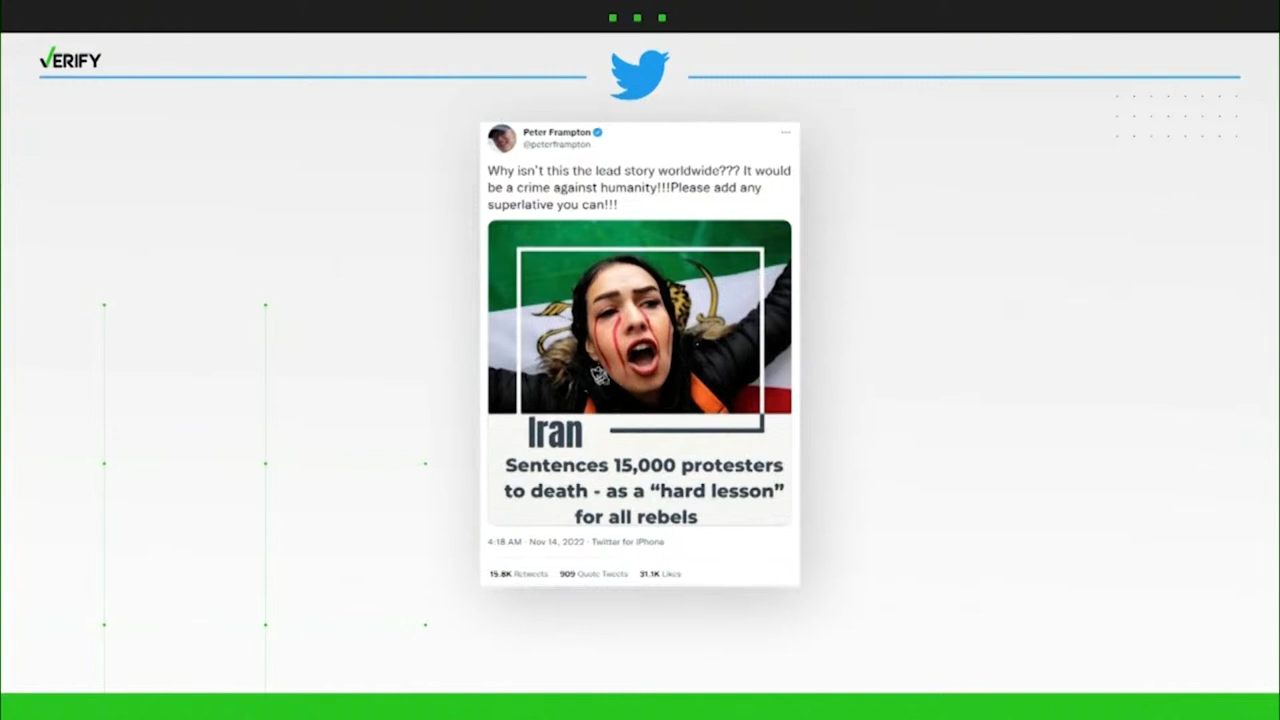 VERIFY
Peter Frampton
@peterframpton
Why isn't this the lead story worldwide??? It would
be a crime against humanity!!!Please add any
superlative you can!!!
Iran
Sentences 15,000 protesters
to death - as a “hard lesson”
for all rebels
4:18 AM · Nov 14, 2022 · Twitter for iPhone
15.8K Retweets 909 Quote Tweets 31.1K Likes